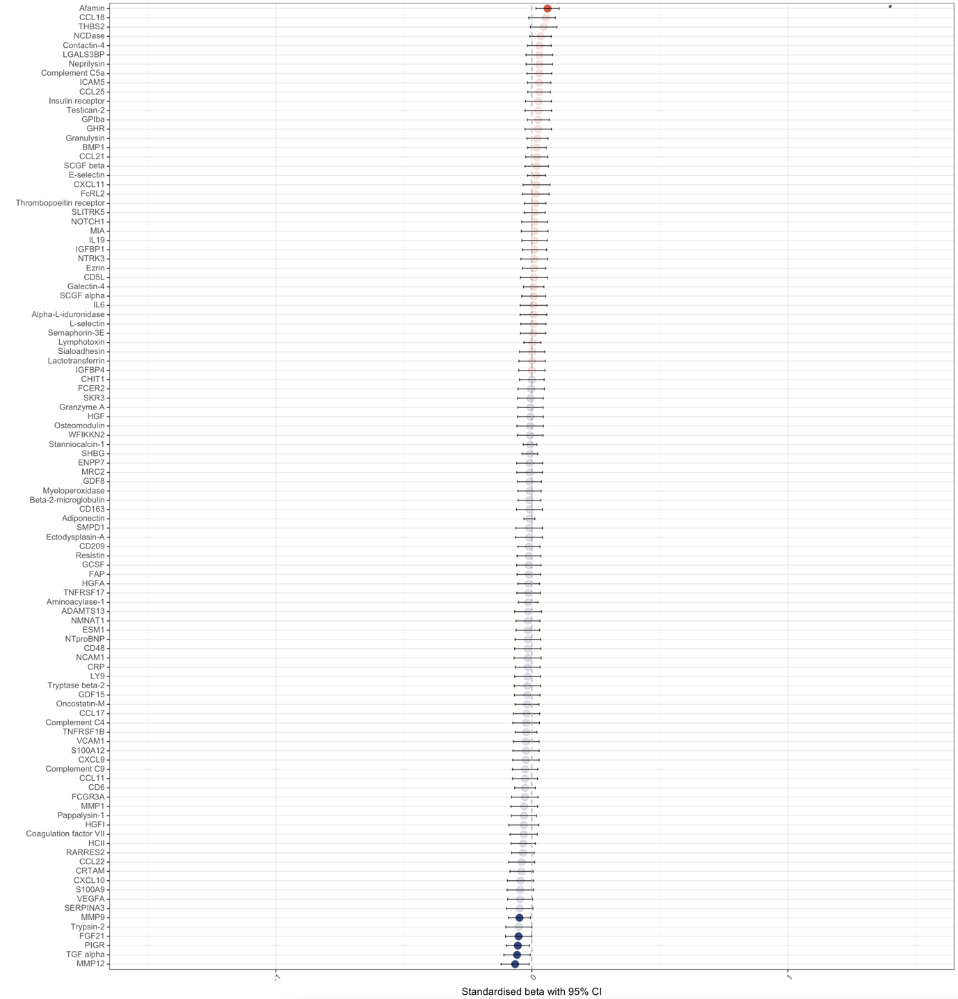 Afamin
*
CCL18
THBS2
NCDase
Contactin-4
LGALS3BP
Neprilysin
Complement C5a
ICAM5
CCL25
Insulin receptor
Testican-2
GPIba
GHR
Granulysin
BMP1
CCL21
SCGF beta
E-selectin
CXCL11
FcRL2
Thrombopoeitin receptor
SLITRK5
NOTCH1
MIA
IL19
IGFBP1
NTRK3
Ezrin
CD5L
Galectin-4
SCGF alpha
IL6
Alpha-L-iduronidase
L-selectin
Semaphorin-3E
Lymphotoxin
Sialoadhesin
Lactotransferrin
IGFBP4
CHIT1
FCER2
SKR3
Granzyme A
HGF
Osteomodulin
WFIKKN2
Stanniocalcin-1
SHBG
ENPP7
MRC2
GDF8
Myeloperoxidase
Beta-2-microglobulin
CD163
Adiponectin
SMPD1
Ectodysplasin-A
CD209
Resistin
GCSF
FAP
HGFA
TNFRSF17
Aminoacylase-1
ADAMTS13
NMNAT1
ESM1
NTproBNP
CD48
NCAM1
CRP
LY9
Tryptase beta-2
GDF15
Oncostatin-M
CCL17
Complement C4
TNFRSF1B
VCAM1
S100A12
CXCL9
Complement C9
CCL11
CD6
FCGR3A
MMP1
Pappalysin-1
HGFI
Coagulation factor VII
HCII
RARRES2
CCL22
CRTAM
CXCL10
S100A9
VEGFA
SERPINA3
MMP9
Trypsin-2
FGF21
PIGR
TGF alpha
MMP12
-1 0 1
Standardised beta with 95% CI